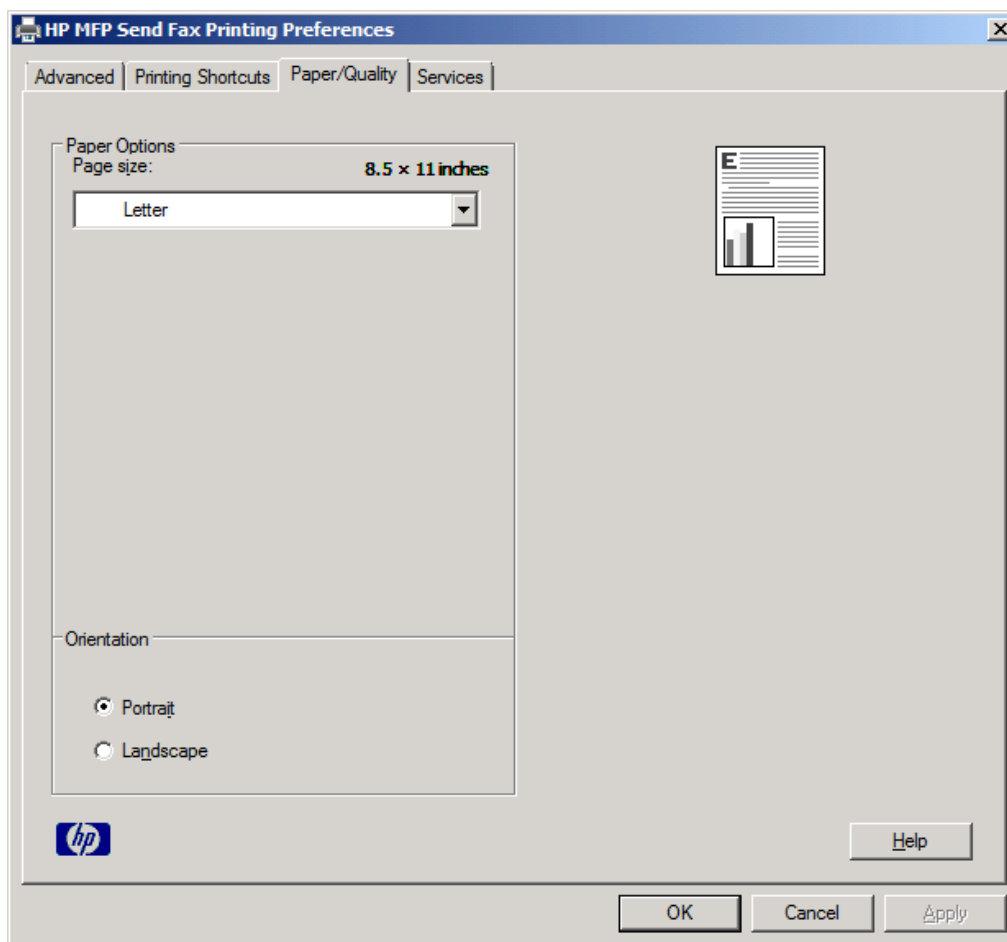 HP MFP Send Fax Printing Preferences
Advanced Printing Shortcuts Paper/Quality Services
Paper Options
Page size: 8.5 × 11 inches
Letter
E
Orientation
Portrait
Landscape
hp
Help
OK Cancel Apply